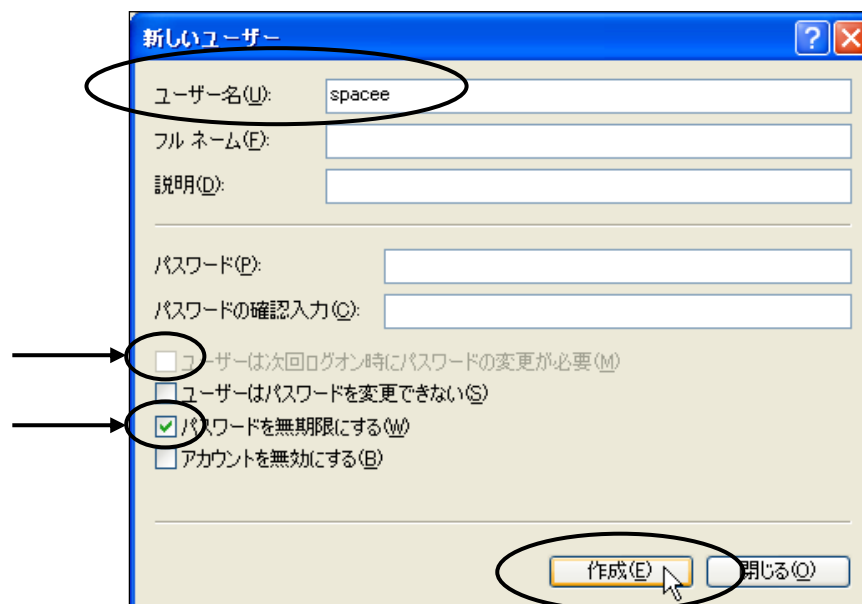 新しいユーザー
ユーザー名(U): spacee
フル ネーム(F):
説明(D):
パスワード(P):
パスワードの確認入力(C):
ユーザーは次回ログオン時にパスワードの変更が必要(M)
ユーザーはパスワードを変更できない(S)
パスワードを無期限にする(W)
アカウントを無効にする(B)
作成(E) 閉じる(O)